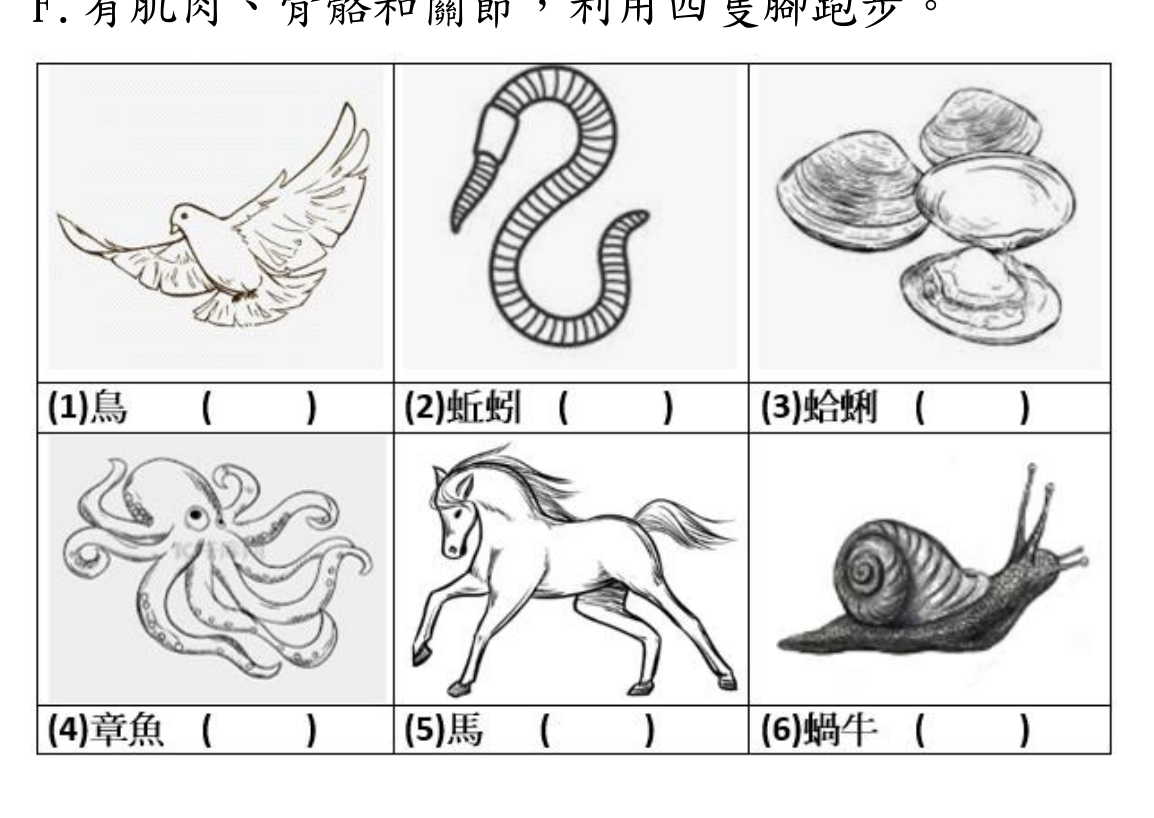 F.有肌肉、骨骼和關節，利用四隻腳跑步。
(1)鳥 ( )
(2)蚯蚓 ( )
(3)蛤蜊 ( )
(4)章魚 ( )
(5)馬 ( )
(6)蝸牛 ( )